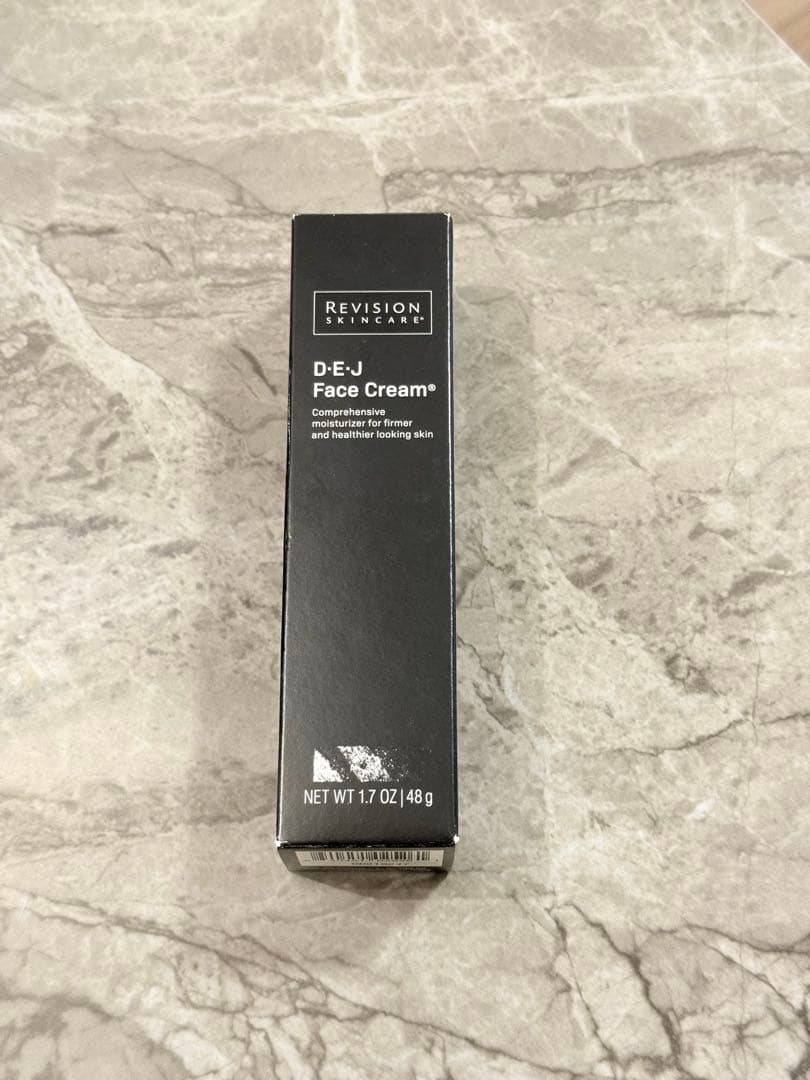 REVISION
SKINCARE®
D·E·J
Face Cream®
Comprehensive
moisturizer for firmer
and healthier looking skin
NET WT 1.7 OZ | 48 g